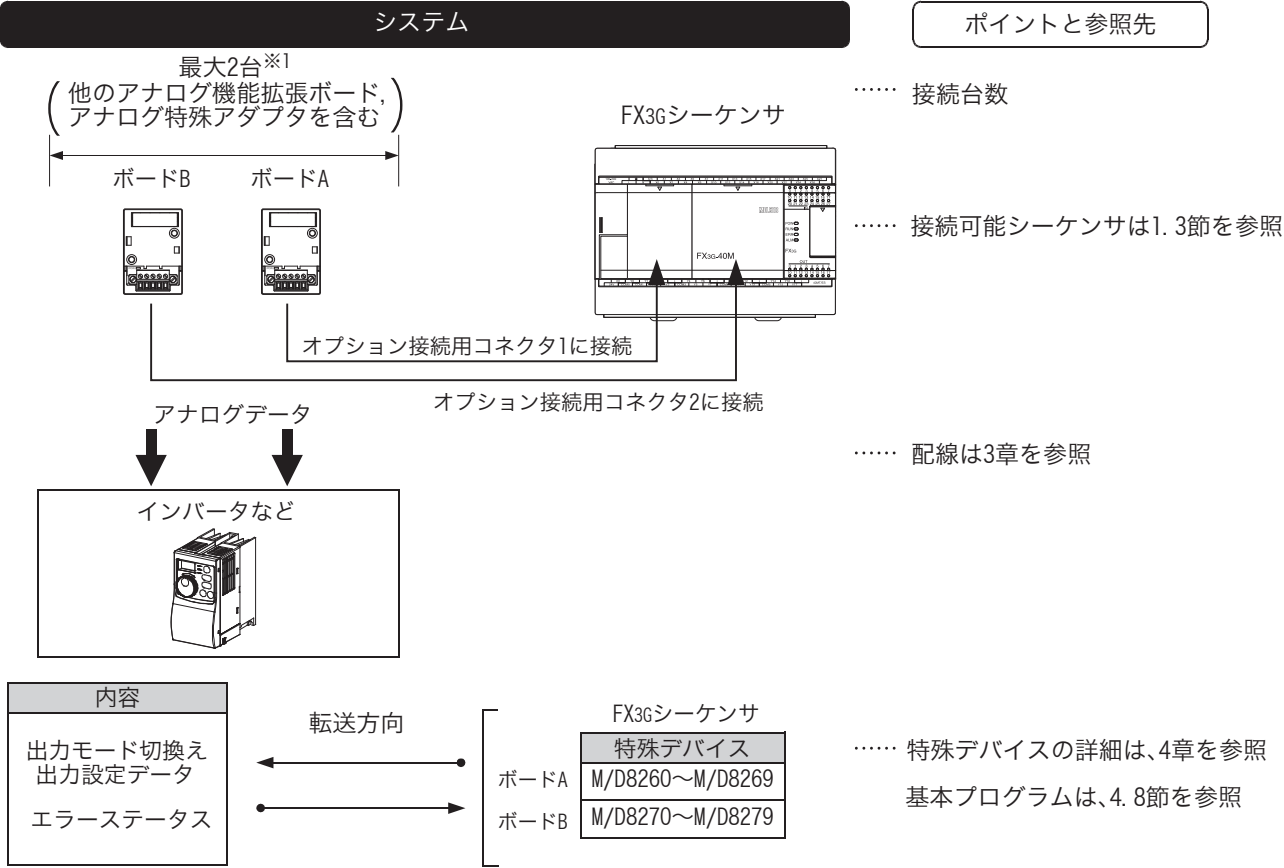 システム
ポイントと参照先
最大2台※1
(他のアナログ機能拡張ボード,
アナログ特殊アダプタを含む)
…… 接続台数
FX3Gシーケンサ
ボードB
ボードA
…… 接続可能シーケンサは1.3節を参照
FX3G-40M
オプション接続用コネクタ1に接続
オプション接続用コネクタ2に接続
アナログデータ
…… 配線は3章を参照
インバータなど
内容
出力モード切換え
出力設定データ
エラーステータス
転送方向
FX3Gシーケンサ
特殊デバイス
ボードA M/D8260～M/D8269
ボードB M/D8270～M/D8279
…… 特殊デバイスの詳細は、4章を参照
基本プログラムは、4.8節を参照